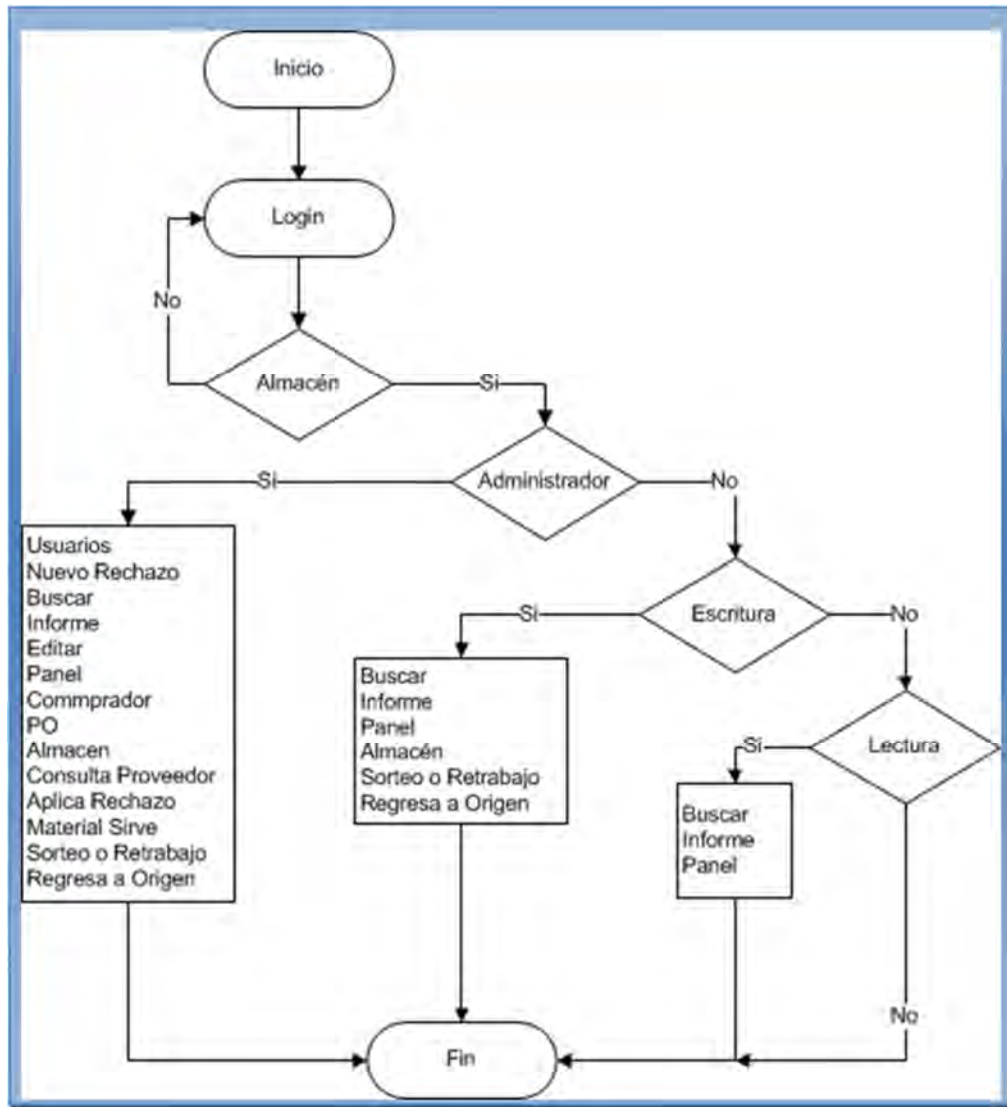 Inicio
Login
No
Almacén
Si
Administrador
Si
No
Usuarios
Nuevo Rechazo
Buscar
Informe
Editar
Panel
Commprador
PO
Almacen
Consulta Proveedor
Aplica Rechazo
Material Sirve
Sorteo o Retrabajo
Regresa a Origen
Escritura
Si
No
Buscar
Informe
Panel
Almacén
Sorteo o Retrabajo
Regresa a Origen
Lectura
Si
Buscar
Informe
Panel
No
Fin